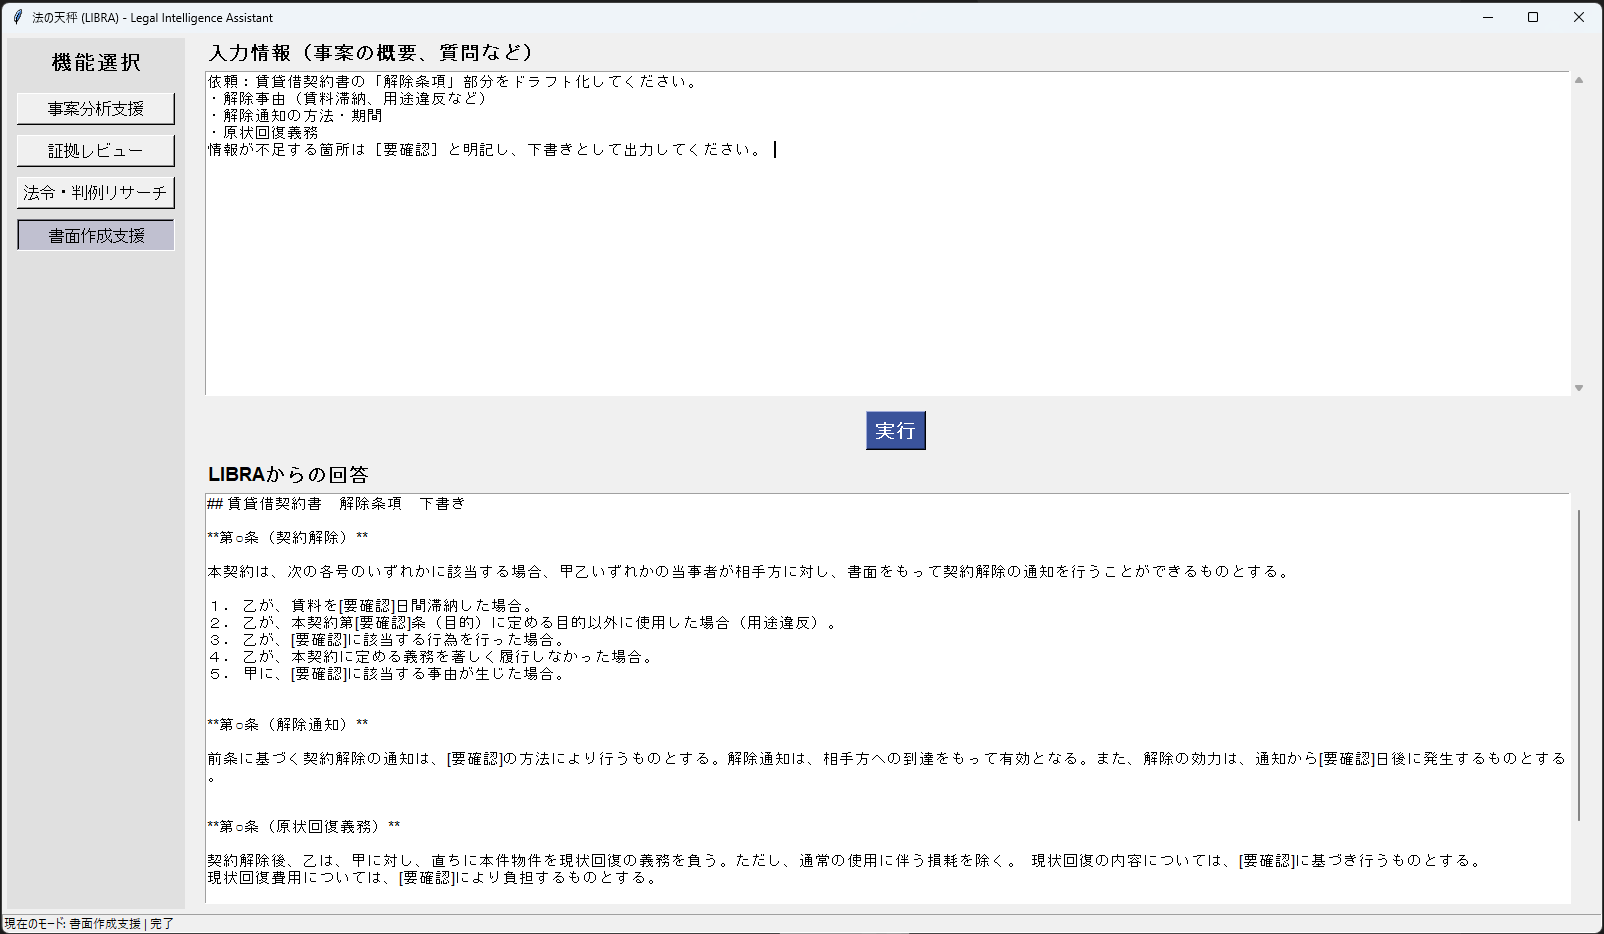 法の天秤 (LIBRA) - Legal Intelligence Assistant
機能選択
事案分析支援
証拠レビュー
法令・判例リサーチ
書面作成支援
入力情報（事案の概要、質問など）
依頼：賃貸借契約書の「解除条項」部分をドラフト化してください。
・解除事由（賃料滞納、用途違反など）
・解除通知の方法・期間
・原状回復義務
情報が不足する箇所は［要確認］と明記し、下書きとして出力してください。
実行
LIBRAからの回答
## 賃貸借契約書　解除条項　下書き
**第○条（契約解除）**
本契約は、次の各号のいずれかに該当する場合、甲乙いずれかの当事者が相手方に対し、書面をもって契約解除の通知を行うことができるものとする。
１． 乙が、賃料を[要確認]日間滞納した場合。
２． 乙が、本契約第[要確認]条（目的）に定める目的以外に使用した場合（用途違反）。
３． 乙が、[要確認]に該当する行為を行った場合。
４． 乙が、本契約に定める義務を著しく履行しなかった場合。
５． 甲に、[要確認]に該当する事由が生じた場合。
**第○条（解除通知）**
前条に基づく契約解除の通知は、[要確認]の方法により行うものとする。解除通知は、相手方への到達をもって有効となる。また、解除の効力は、通知から[要確認]日後に発生するものとする
。
**第○条（原状回復義務）**
契約解除後、乙は、甲に対し、直ちに本件物件を現状回復の義務を負う。ただし、通常の使用に伴う損耗を除く。 現状回復の内容については、[要確認]に基づき行うものとする。
現状回復費用については、[要確認]により負担するものとする。
現在のモード: 書面作成支援 | 完了